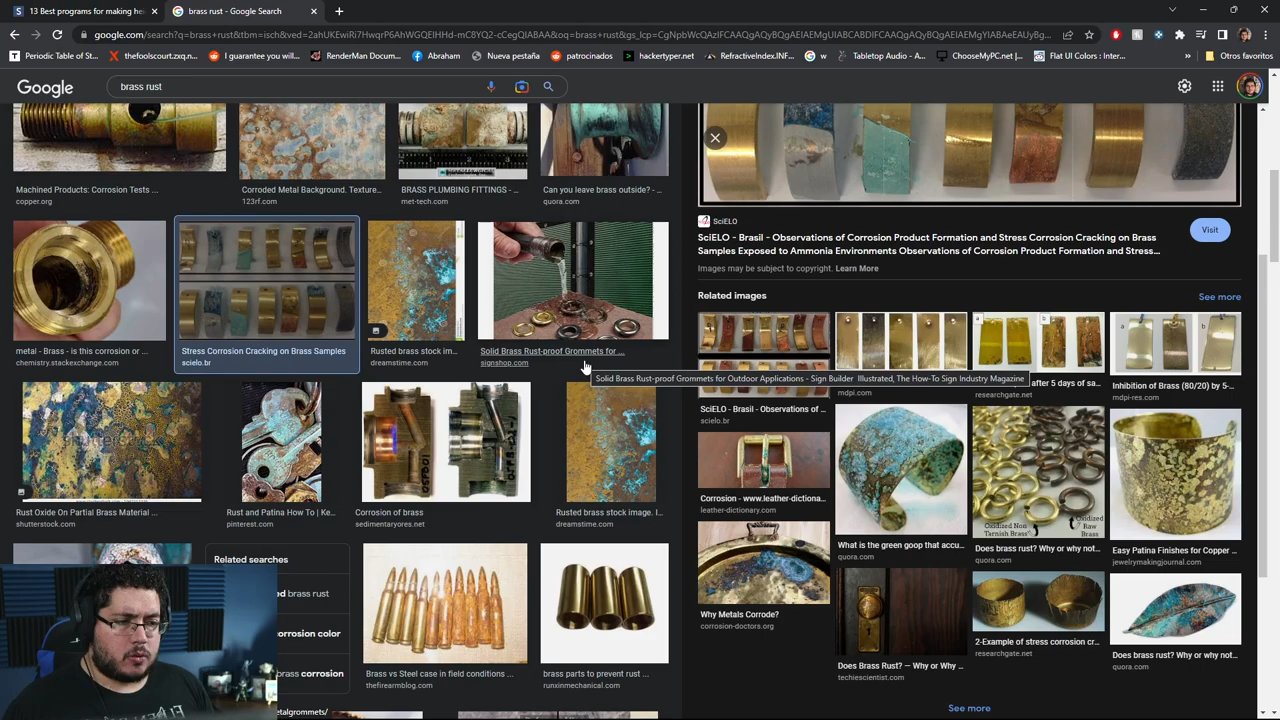 13 Best programs for making he
brass rust - Google Search
google.com/search?q=brass+rust&tbm=isch&ved=2ahUKEwiRi7HwqrP6AhWGQEIHHd-mC8YQ2-cCegQIABAA&oq=brass+rust&gs_lcp=
Periodic Table of St...
thefoolscourt.zxq.n...
I guaranteed will m...
RenderMan Docum...
Abraham
Nueva pestaña
patrocinados
hackertyper.net
RefractiveIndex.INF...
w
Tabletop Audio - A...
ChooseMyPC.net |...
Flat UI Colors : Inter...
»
Otros favoritos
Google
brass rust
Machined Products: Corrosion Tests ...
copper.org
Corroded Metal Background. Texture...
123rf.com
BRASS PLUMBING FITTINGS - ...
met-tech.com
Can you leave brass outside? - ...
quora.com
metal - Brass - is this corrosion or ...
chemistry.stackexchange.com
Stress Corrosion Cracking on Brass Samples
scielo.br
Rusted brass stock im...
dreamstime.com
Solid Brass Rust-proof Grommets for ...
signshop.com
Solid Brass Rust-proof Grommets for Outdoor Applications - Sign Builder Illustrated, The How-To Sign Industry Magazine
Rust Oxide On Partial Brass Material ...
shutterstock.com
Rust and Patina How To | Ke...
pinterest.com
Corrosion of brass
sedimentaryores.net
Rusted brass stock image. I...
dreamstime.com
Related searches
ed brass rust
orrosion color
brass corrosion
etalgrommets/
Brass vs Steel case in field conditions ...
thefirearmblog.com
brass parts to prevent rust ...
runxinmechanical.com
SciELO
SciELO - Brasil - Observations of Corrosion Product Formation and Stress Corrosion Cracking on Brass
Samples Exposed to Ammonia Environments Observations of Corrosion Product Formation and Stress...
Images may be subject to copyright. Learn More
Visit
Related images
See more
SciELO - Brasil - Observations of ...
scielo.br
mdpi.com
a
b
after 5 days of sa...
researchgate.net
a
b
Inhibition of Brass (80/20) by 5-...
mdpi-res.com
Corrosion - www.leather-dictiona...
leather-dictionary.com
What is the green goop that accu...
quora.com
Oxidized Non
Tarnish Brass
Oxidized
Raw
Brass
Does brass rust? Why or why not...
quora.com
Easy Patina Finishes for Copper ...
jewelrymakingjournal.com
Why Metals Corrode?
corrosion-doctors.org
Does Brass Rust? — Why or Why ...
techiescientist.com
2-Example of stress corrosion cr...
researchgate.net
Does brass rust? Why or why not...
quora.com
See more